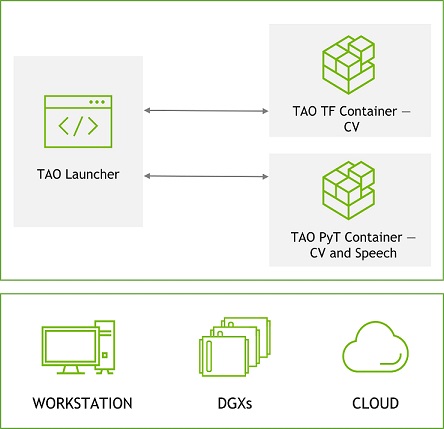 TAO Launcher
</>
TAO TF Container —
CV
TAO PyT Container —
CV and Speech
WORKSTATION
DGXs
CLOUD